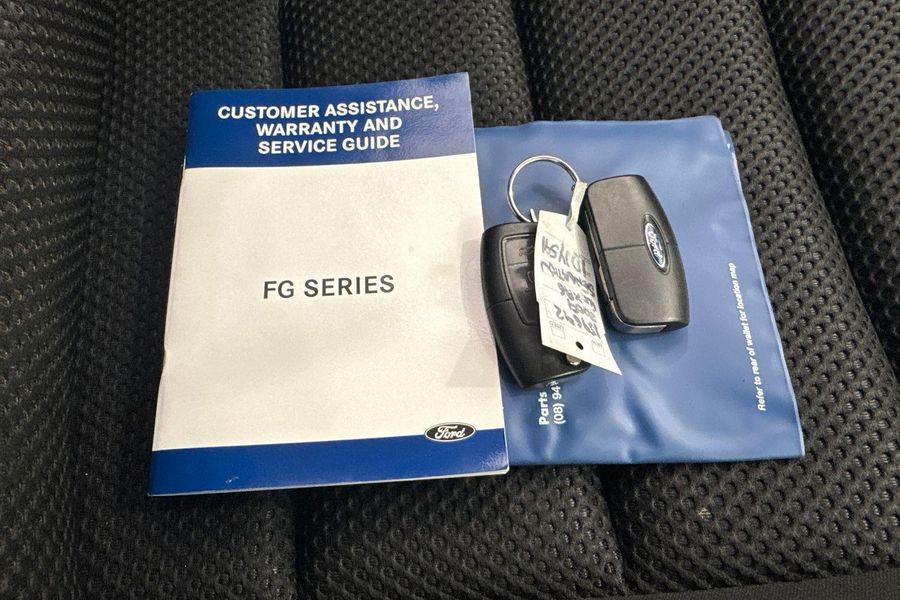 CUSTOMER ASSISTANCE,
WARRANTY AND
SERVICE GUIDE
FG SERIES
Ford
Ford
Parts
(08) 94
Refer to rear of wallet for location map